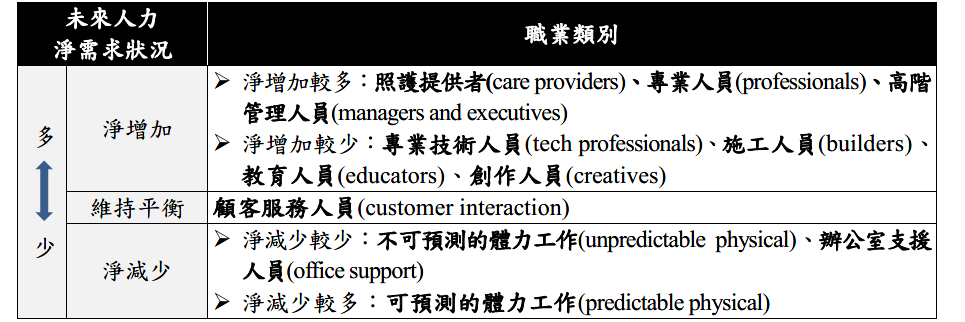 未來人力
淨需求狀況
職業類別
多
少
淨增加
➢ 淨增加較多：照護提供者(care providers)、專業人員(professionals)、高階
管理人員(managers and executives)
➢ 淨增加較少：專業技術人員(tech professionals)、施工人員(builders)、
教育人員(educators)、創作人員(creatives)
維持平衡
顧客服務人員(customer interaction)
淨減少
➢ 淨減少較少：不可預測的體力工作(unpredictable physical)、辦公室支援
人員(office support)
➢ 淨減少較多：可預測的體力工作(predictable physical)